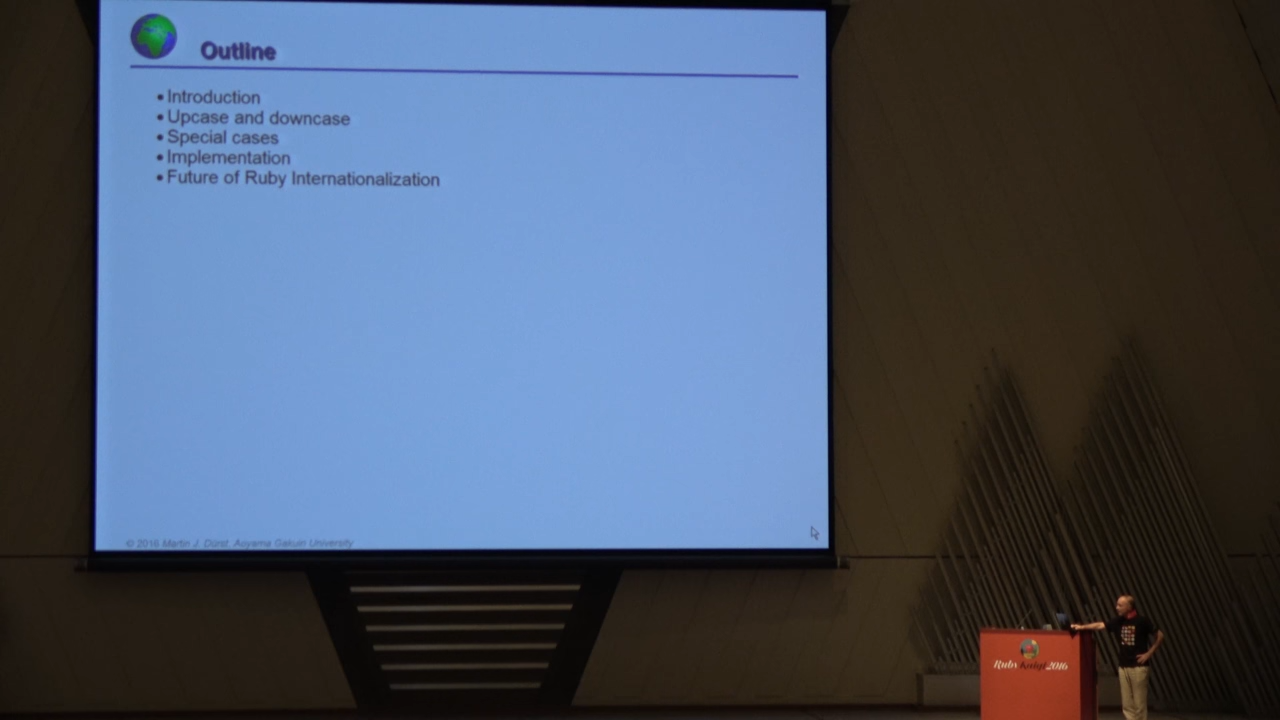 Outline
• Introduction
• Upcase and downcase
• Special cases
• Implementation
• Future of Ruby Internationalization
© 2016 Martin J. Dürst, Aoyama Gakuin University
RubyKaigi 2016